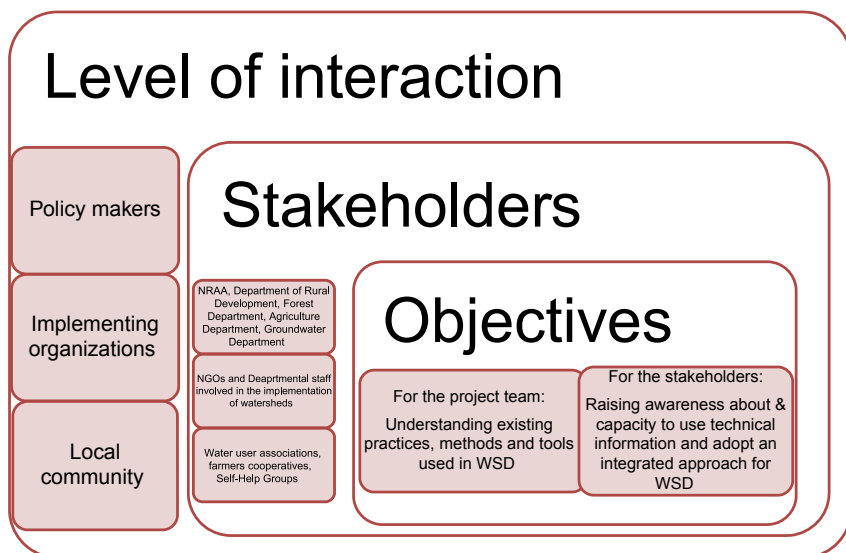 Level of interaction
Policy makers
Implementing
organizations
Local
community
Stakeholders
NRAA, Department of Rural
Development, Forest
Department, Agriculture
Department, Groundwater
Department
NGOs and Deaprtmental staff
involved in the implementation
of watersheds
Water user associations,
farmers cooperatives,
Self-Help Groups
Objectives
For the project team:
Understanding existing
practices, methods and tools
used in WSD
For the stakeholders:
Raising awareness about &
capacity to use technical
information and adopt an
integrated approach for
WSD